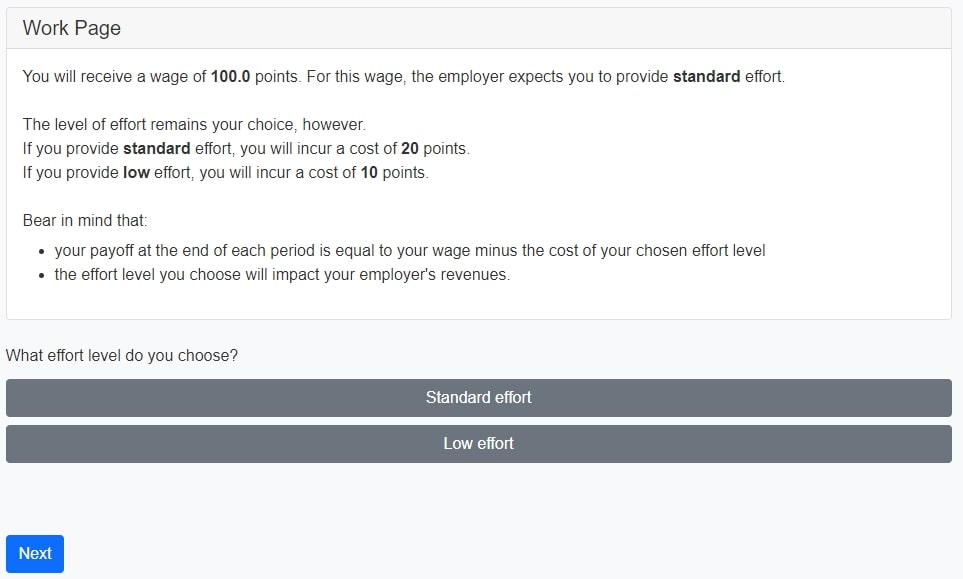 Work Page
You will receive a wage of 100.0 points. For this wage, the employer expects you to provide standard effort.
The level of effort remains your choice, however.
If you provide standard effort, you will incur a cost of 20 points.
If you provide low effort, you will incur a cost of 10 points.
Bear in mind that:
• your payoff at the end of each period is equal to your wage minus the cost of your chosen effort level
• the effort level you choose will impact your employer's revenues.
What effort level do you choose?
Standard effort
Low effort
Next